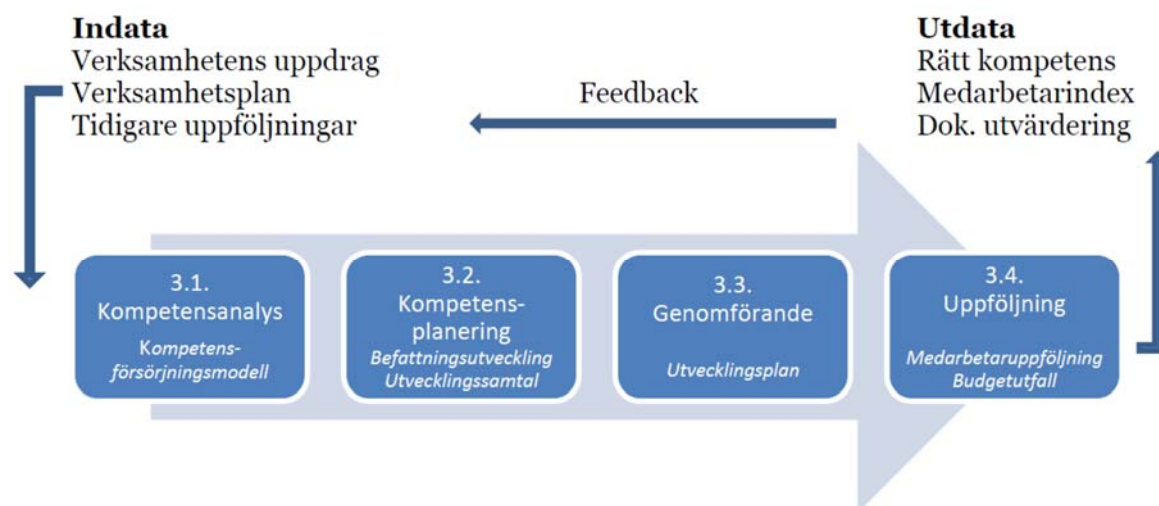 Indata
Verksamhetens uppdrag
Verksamhetsplan
Tidigare uppföljningar
Feedback
Utdata
Rätt kompetens
Medarbetarindex
Dok. utvärdering
3.1.
Kompetensanalys
Kompetens-
försörjningsmodell
3.2.
Kompetens-
planering
Befattningsutveckling
Utvecklingssamtal
3.3.
Genomförande
Utvecklingsplan
3.4.
Uppföljning
Medarbetaruppföljning
Budgetutfall